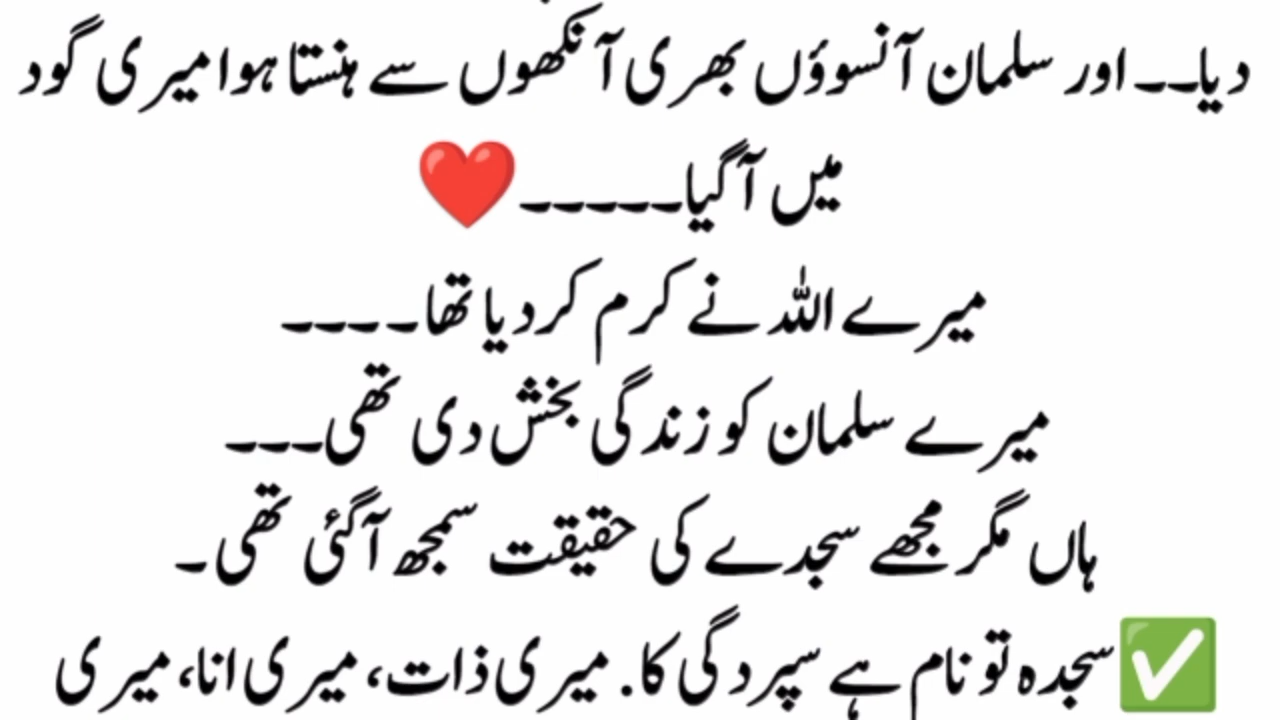 دیا۔۔ اور سلمان آنسوؤں بھری آنکھوں سے ہنستا ہوا میری گود
میں آگیا۔۔۔۔۔❤️
میرے اللہ نے کرم کردیا تھا۔۔۔۔
میرے سلمان کو زندگی بخش دی تھی۔۔۔
ہاں مگر مجھے سجدے کی حقیقت سمجھ آگئی تھی۔
✅سجدہ تو نام ہے سپردگی کا. میری ذات، میری انا، میری